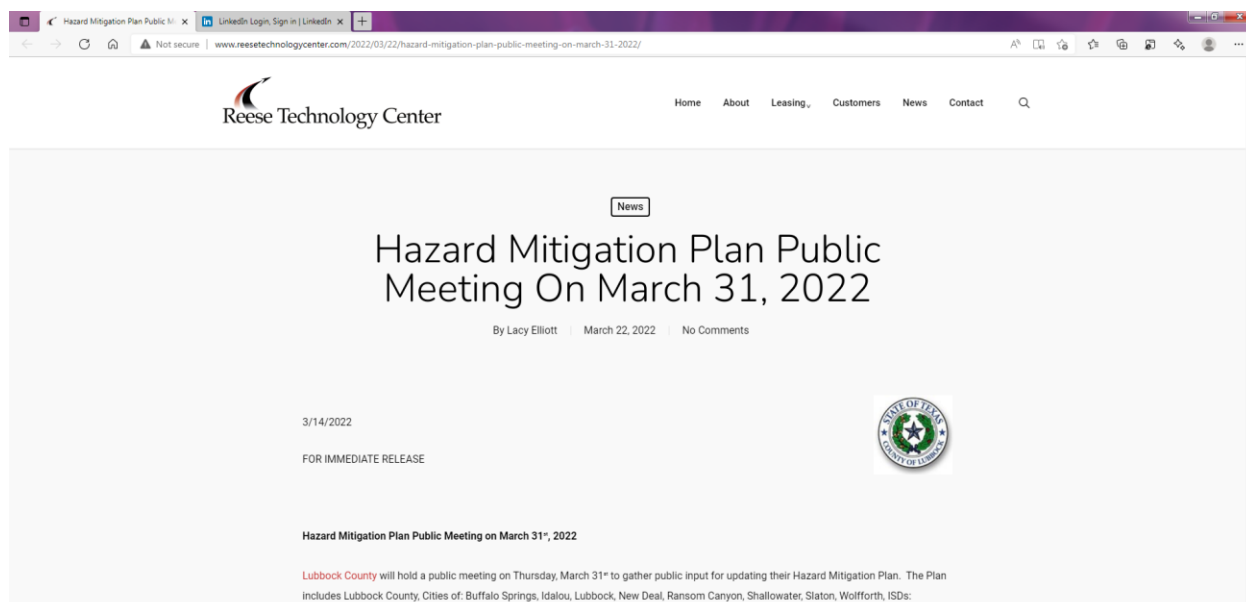 Hazard Mitigation Plan Public M
LinkedIn Login, Sign in | LinkedIn
Not secure | www.reesetechnologycenter.com/2022/03/22/hazard-mitigation-plan-public-meeting-on-march-31-2022/
Reese Technology Center
Home About Leasing Customers News Contact
News
Hazard Mitigation Plan Public
Meeting On March 31, 2022
By Lacy Elliott March 22, 2022 No Comments
3/14/2022
STATE OF TEXAS
COUNTY OF LUBBOCK
FOR IMMEDIATE RELEASE
Hazard Mitigation Plan Public Meeting on March 31st, 2022
Lubbock County will hold a public meeting on Thursday, March 31st to gather public input for updating their Hazard Mitigation Plan. The Plan
includes Lubbock County, Cities of: Buffalo Springs, Idalou, Lubbock, New Deal, Ransom Canyon, Shallowater, Slaton, Wolfforth, ISDs: